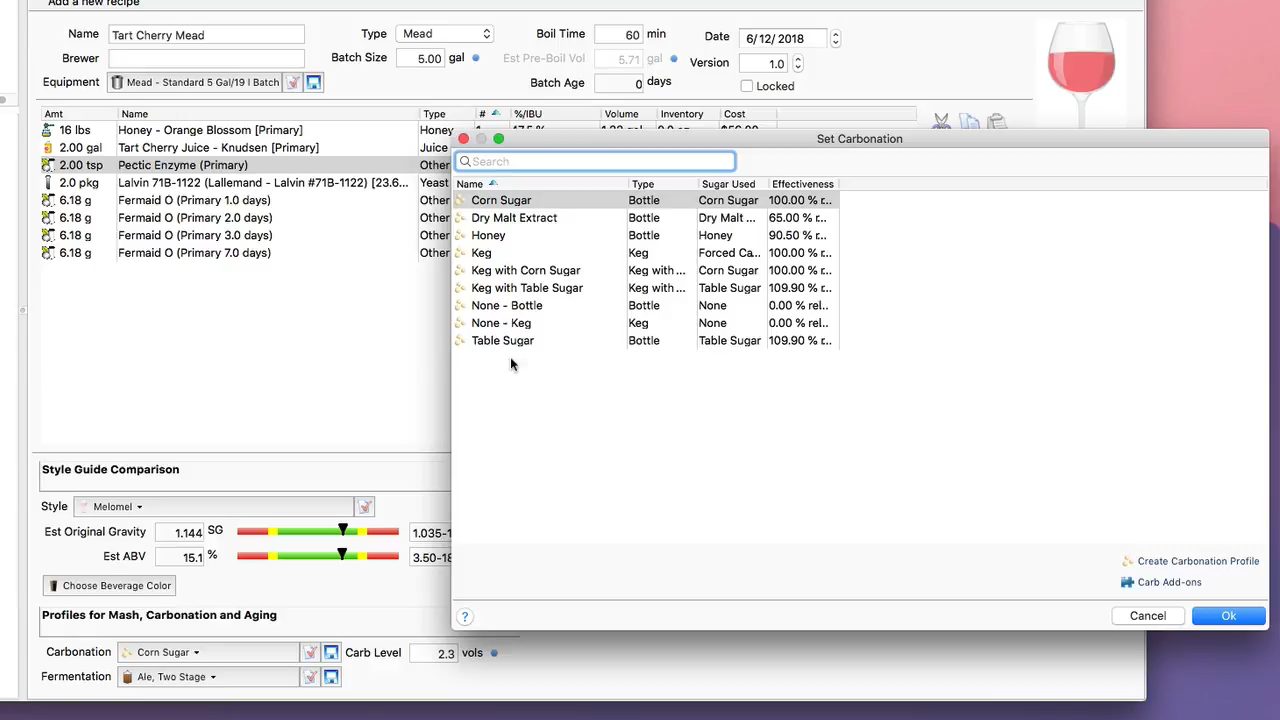 Add a new recipe
Name Tart Cherry Mead Type Mead Boil Time 60 min Date 6/12/2018
Brewer Batch Size 5.00 gal Est Pre-Boil Vol 5.71 gal Version 1.0
Equipment Mead - Standard 5 Gal/19 l Batch Batch Age 0 days Locked
Amt Name Type # %/IBU Volume Inventory Cost
16 lbs Honey - Orange Blossom [Primary] Honey
2.00 gal Tart Cherry Juice - Knudsen [Primary] Juice
2.00 tsp Pectic Enzyme (Primary) Other
2.0 pkg Lalvin 71B-1122 (Lallemand - Lalvin #71B-1122) [23.6... Yeast
6.18 g Fermaid O (Primary 1.0 days) Other
6.18 g Fermaid O (Primary 2.0 days) Other
6.18 g Fermaid O (Primary 3.0 days) Other
6.18 g Fermaid O (Primary 7.0 days) Other
Set Carbonation
Search
Name Type Sugar Used Effectiveness
Corn Sugar Bottle Corn Sugar 100.00 % r...
Dry Malt Extract Bottle Dry Malt ... 65.00 % r...
Honey Bottle Honey 90.50 % r...
Keg Keg Forced Ca... 100.00 % r...
Keg with Corn Sugar Keg with ... Corn Sugar 100.00 % r...
Keg with Table Sugar Keg with ... Table Sugar 109.90 % r...
None - Bottle Bottle None 0.00 % rel...
None - Keg Keg None 0.00 % rel...
Table Sugar Bottle Table Sugar 109.90 % r...
Create Carbonation Profile
Carb Add-ons
? Cancel Ok
Style Guide Comparison
Style Melomel
Est Original Gravity 1.144 SG 1.035-1
Est ABV 15.1 % 3.50-18
Choose Beverage Color
Profiles for Mash, Carbonation and Aging
Carbonation Corn Sugar Carb Level 2.3 vols
Fermentation Ale, Two Stage